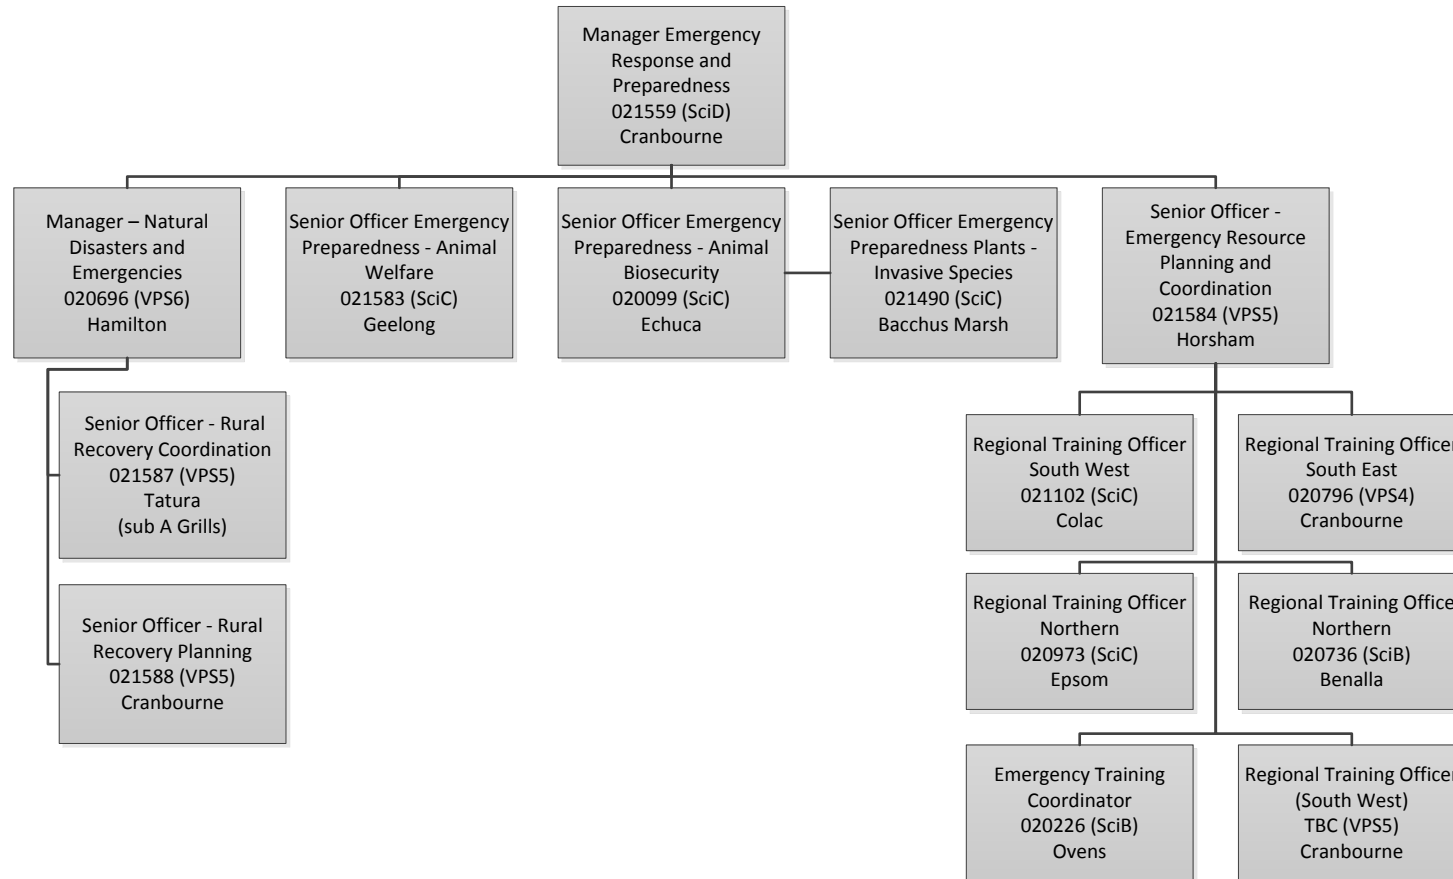 Manager Emergency
Response and
Preparedness
021559 (SciD)
Cranbourne
Manager – Natural
Disasters and
Emergencies
020696 (VPS6)
Hamilton
Senior Officer Emergency
Preparedness - Animal
Welfare
021583 (SciC)
Geelong
Senior Officer Emergency
Preparedness - Animal
Biosecurity
020099 (SciC)
Echuca
Senior Officer Emergency
Preparedness Plants -
Invasive Species
021490 (SciC)
Bacchus Marsh
Senior Officer -
Emergency Resource
Planning and
Coordination
021584 (VPS5)
Horsham
Senior Officer - Rural
Recovery Coordination
021587 (VPS5)
Tatura
(sub A Grills)
Senior Officer - Rural
Recovery Planning
021588 (VPS5)
Cranbourne
Regional Training Officer
South West
021102 (SciC)
Colac
Regional Training Officer
South East
020796 (VPS4)
Cranbourne
Regional Training Officer
Northern
020973 (SciC)
Epsom
Regional Training Office
Northern
020736 (SciB)
Benalla
Emergency Training
Coordinator
020226 (SciB)
Ovens
Regional Training Officer
(South West)
TBC (VPS5)
Cranbourne